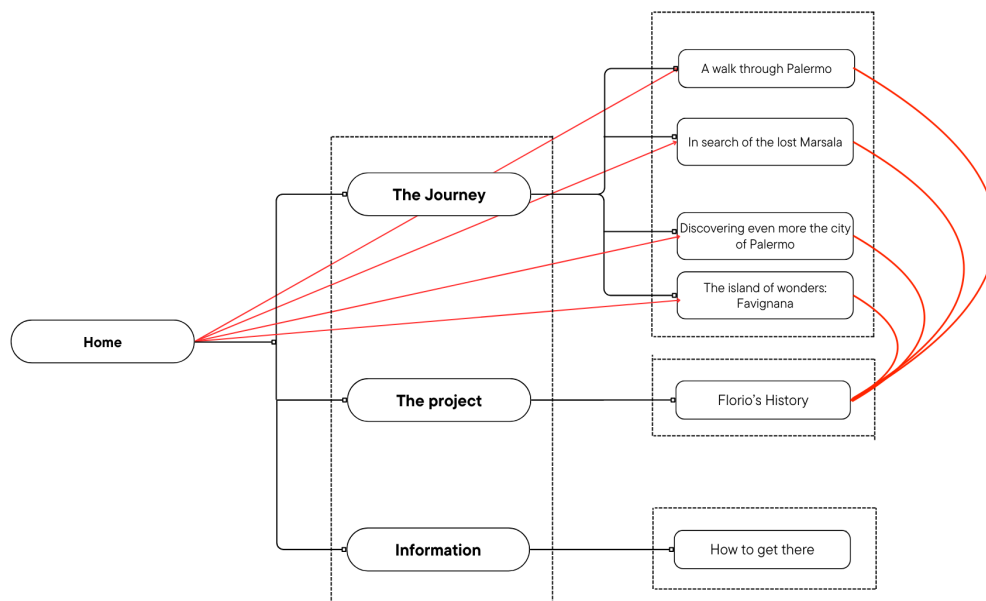 A walk through Palermo
In search of the lost Marsala
The Journey
Discovering even more the city
of Palermo
The island of wonders:
Favignana
Home
The project
Florio's History
Information
How to get there